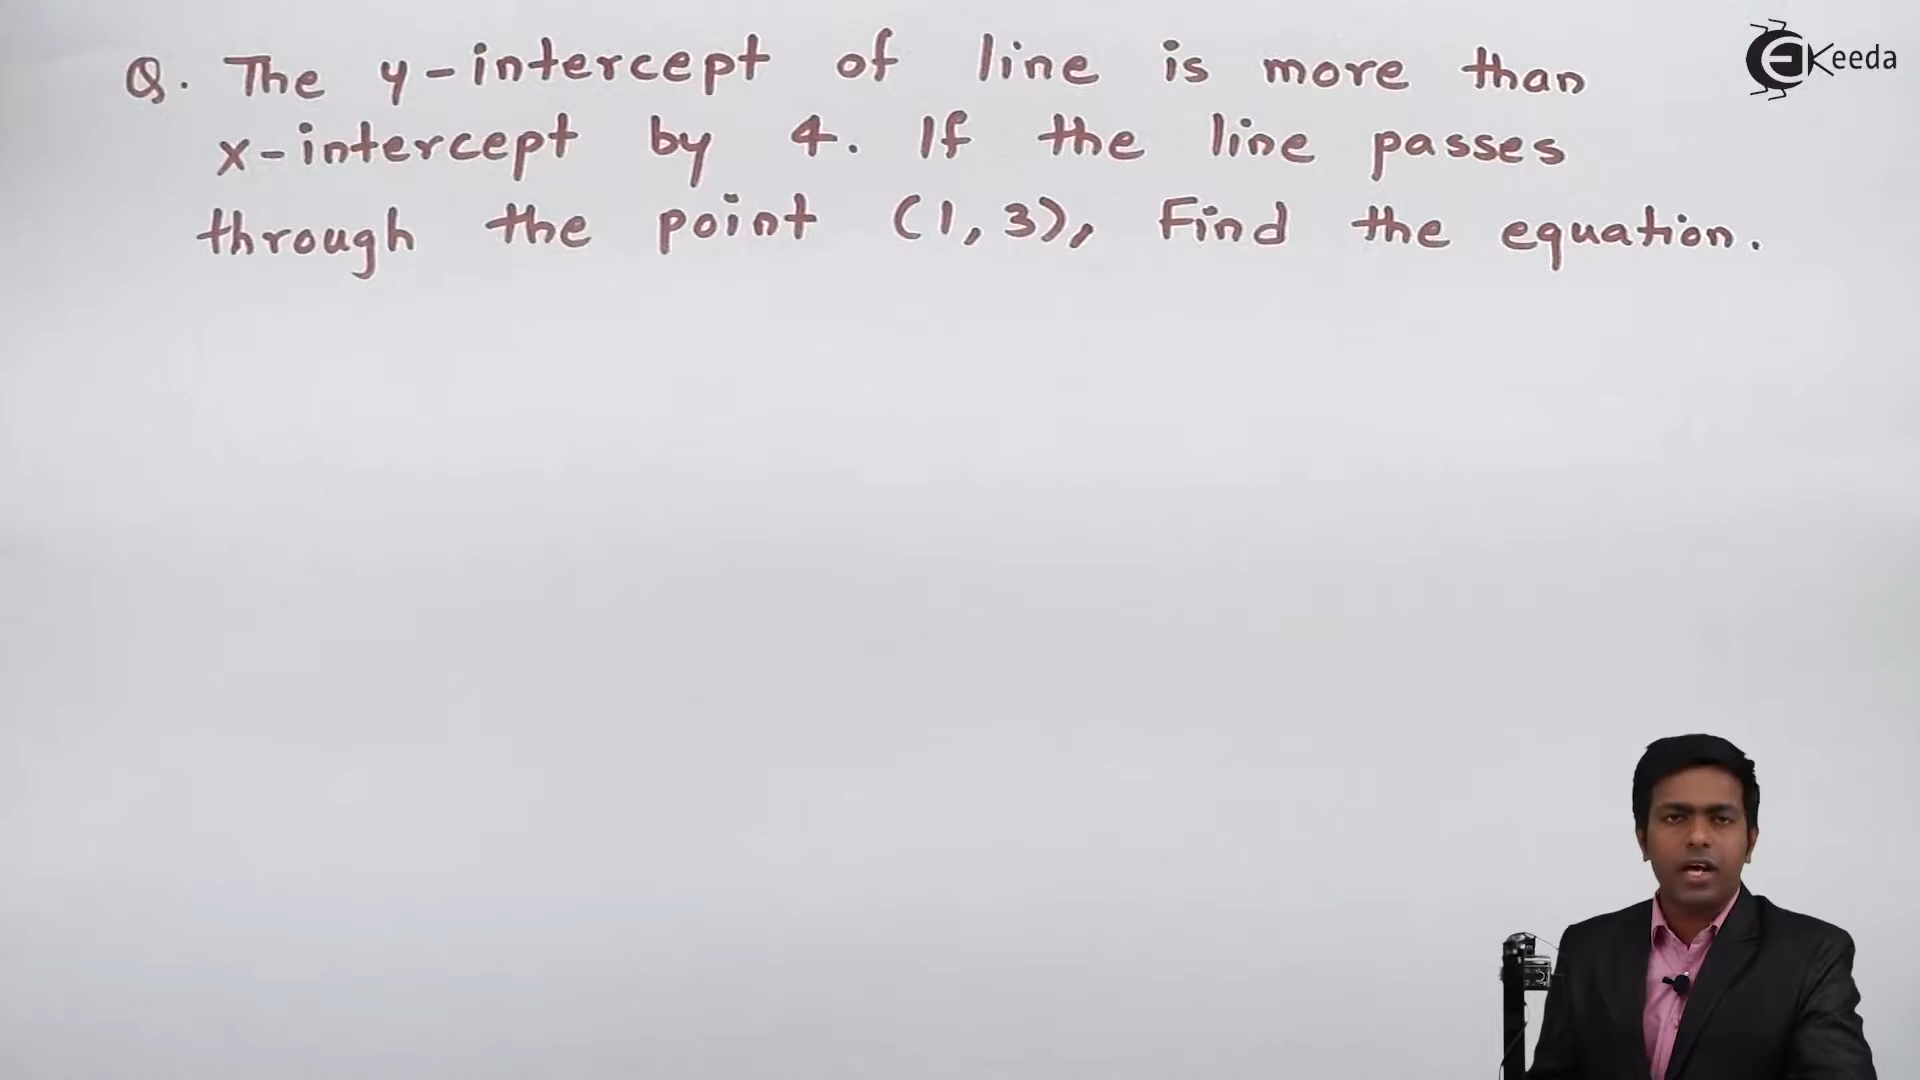 Q. The y-intercept of line is more than
x-intercept by 4. If the line passes
through the point (1, 3), Find the equation.
EKeeda